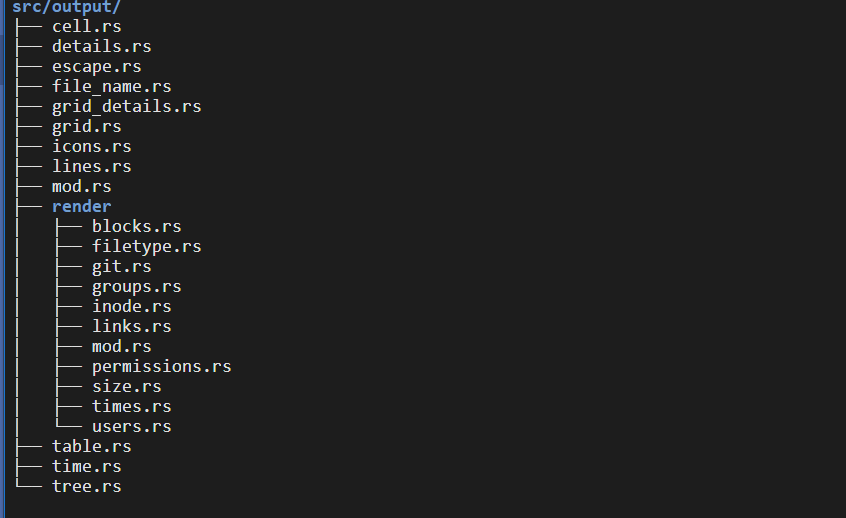 src/output/
├── cell.rs
├── details.rs
├── escape.rs
├── file_name.rs
├── grid_details.rs
├── grid.rs
├── icons.rs
├── lines.rs
├── mod.rs
├── render
│   ├── blocks.rs
│   ├── filetype.rs
│   ├── git.rs
│   ├── groups.rs
│   ├── inode.rs
│   ├── links.rs
│   ├── mod.rs
│   ├── permissions.rs
│   ├── size.rs
│   ├── times.rs
│   └── users.rs
├── table.rs
├── time.rs
└── tree.rs